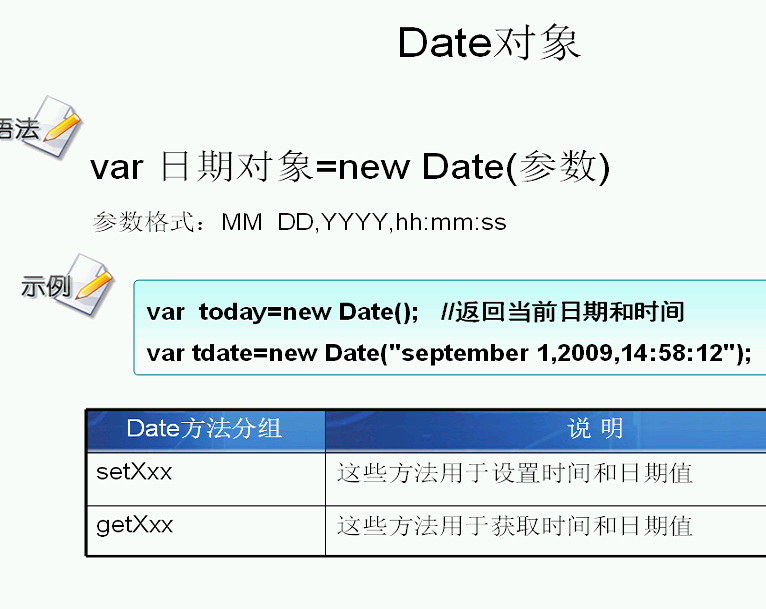 Date对象
语法
var 日期对象=new Date(参数)
参数格式：MM DD,YYYY,hh:mm:ss
示例
var today=new Date(); //返回当前日期和时间
var tdate=new Date("september 1,2009,14:58:12");
Date方法分组 说 明
setXxx 这些方法用于设置时间和日期值
getXxx 这些方法用于获取时间和日期值